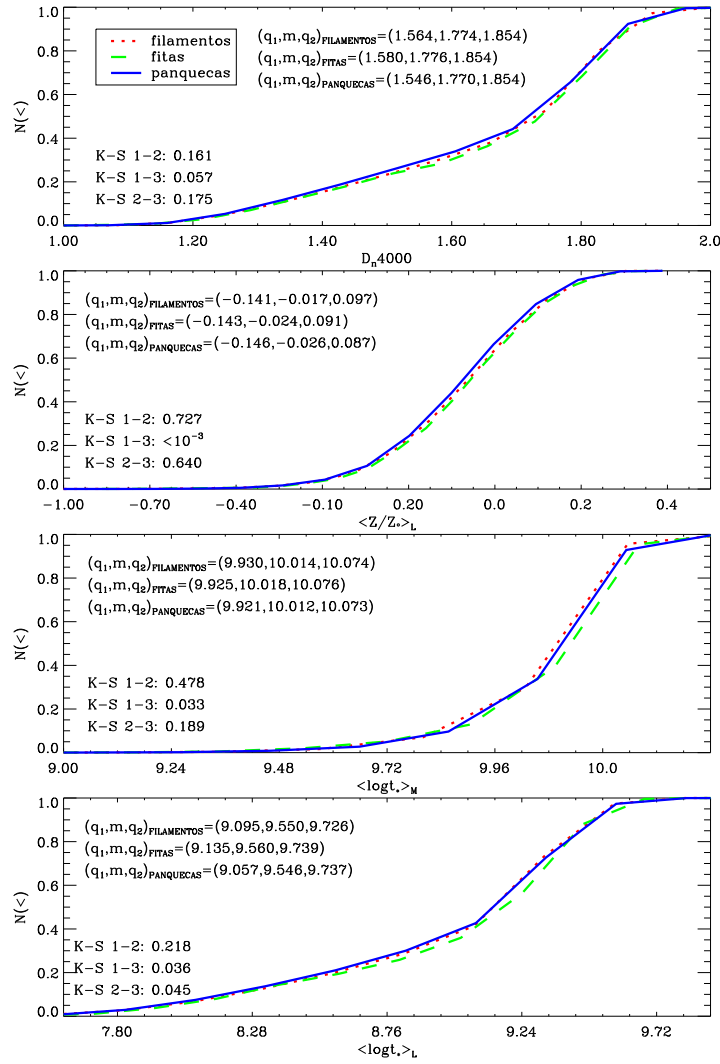 1.0
0.8
0.6
0.4
0.2
0.0
N(<)
filamentos
fitas
panquecas
(q1,m,q2)FILAMENTOS=(1.564,1.774,1.854)
(q1,m,q2)FITAS=(1.580,1.776,1.854)
(q1,m,q2)PANQUECAS=(1.546,1.770,1.854)
K-S 1-2: 0.161
K-S 1-3: 0.057
K-S 2-3: 0.175
1.00 1.20 1.40 1.60 1.80 2.0
Dn4000
1.0
0.8
0.6
0.4
0.2
0.0
N(<)
(q1,m,q2)FILAMENTOS=(-0.141,-0.017,0.097)
(q1,m,q2)FITAS=(-0.143,-0.024,0.091)
(q1,m,q2)PANQUECAS=(-0.146,-0.026,0.087)
K-S 1-2: 0.727
K-S 1-3: <10^-3
K-S 2-3: 0.640
-1.00 -0.70 -0.40 -0.10 0.20 0.0 0.2 0.4
<Z/Z*>L
1.0
0.8
0.6
0.4
0.2
0.0
N(<)
(q1,m,q2)FILAMENTOS=(9.930,10.014,10.074)
(q1,m,q2)FITAS=(9.925,10.018,10.076)
(q1,m,q2)PANQUECAS=(9.921,10.012,10.073)
K-S 1-2: 0.478
K-S 1-3: 0.033
K-S 2-3: 0.189
9.00 9.24 9.48 9.72 9.96 10.0
<logt*>M
1.0
0.8
0.6
0.4
0.2
0.0
N(<)
(q1,m,q2)FILAMENTOS=(9.095,9.550,9.726)
(q1,m,q2)FITAS=(9.135,9.560,9.739)
(q1,m,q2)PANQUECAS=(9.057,9.546,9.737)
K-S 1-2: 0.218
K-S 1-3: 0.036
K-S 2-3: 0.045
7.80 8.28 8.76 9.24 9.72
<logt*>L